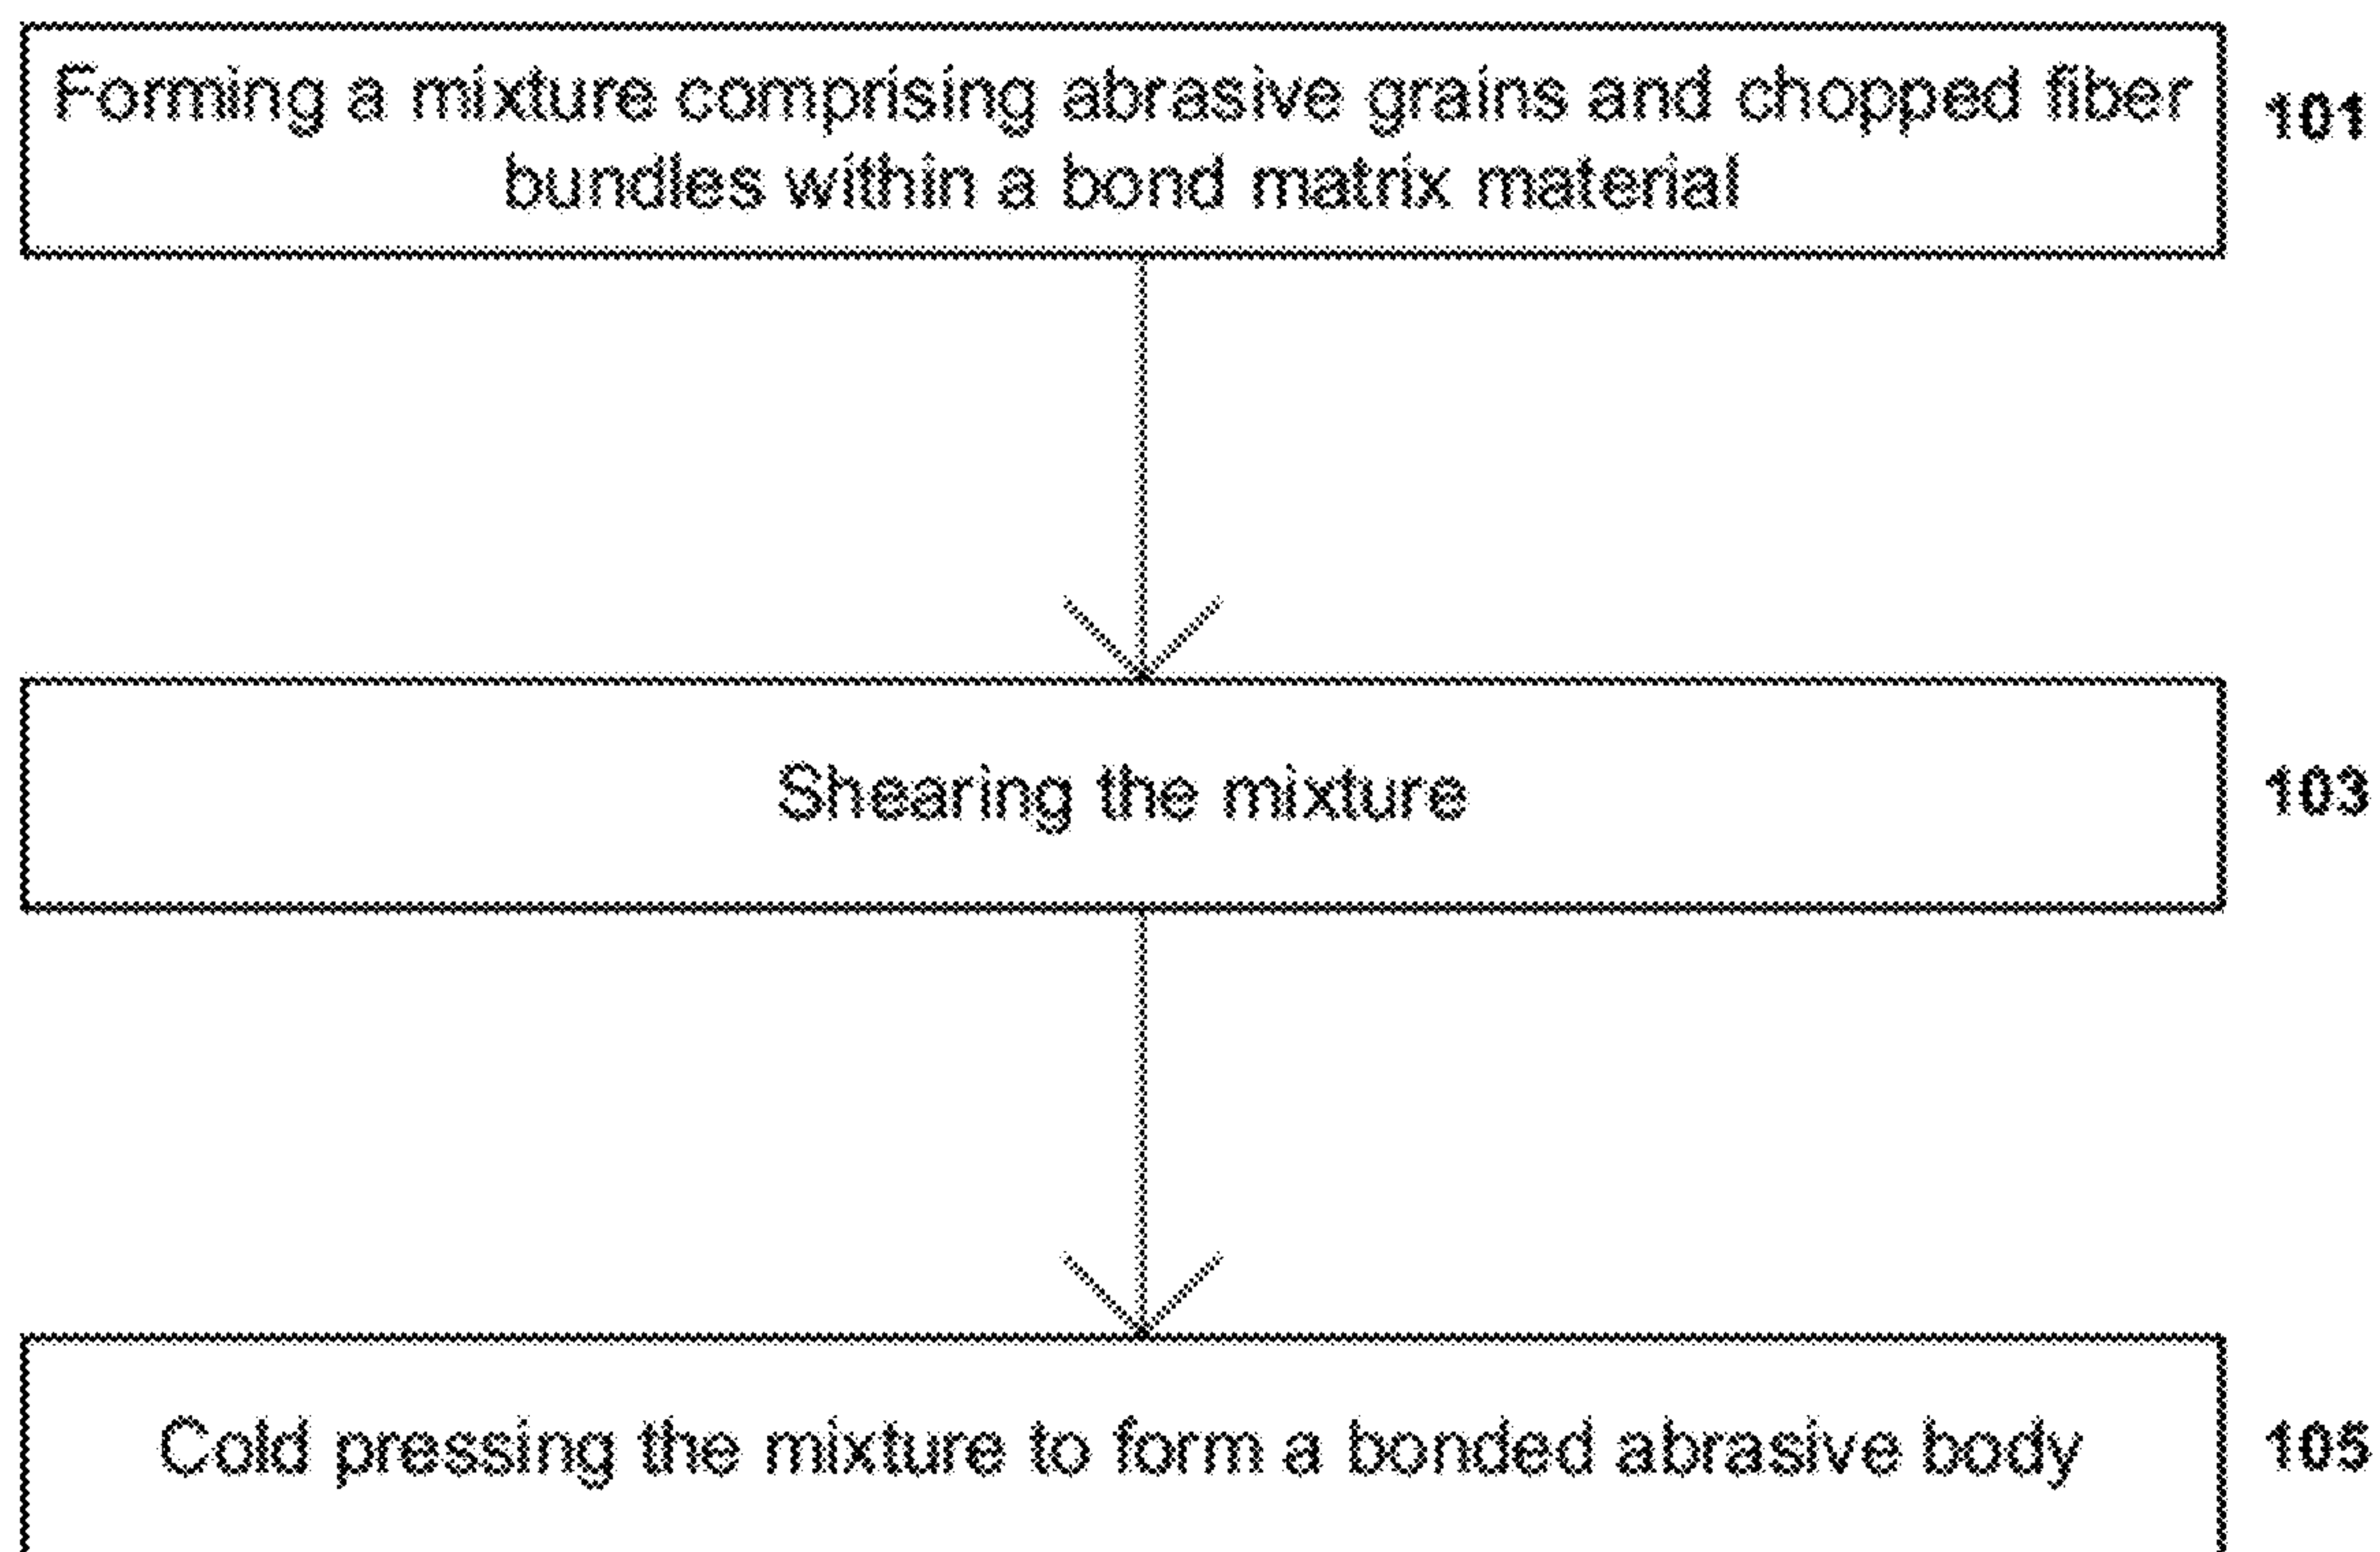 Forming a mixture comprising abrasive grains and chopped fiber
bundles within a bond matrix material
101
Shearing the mixture
103
Cold pressing the mixture to form a bonded abrasive body
105